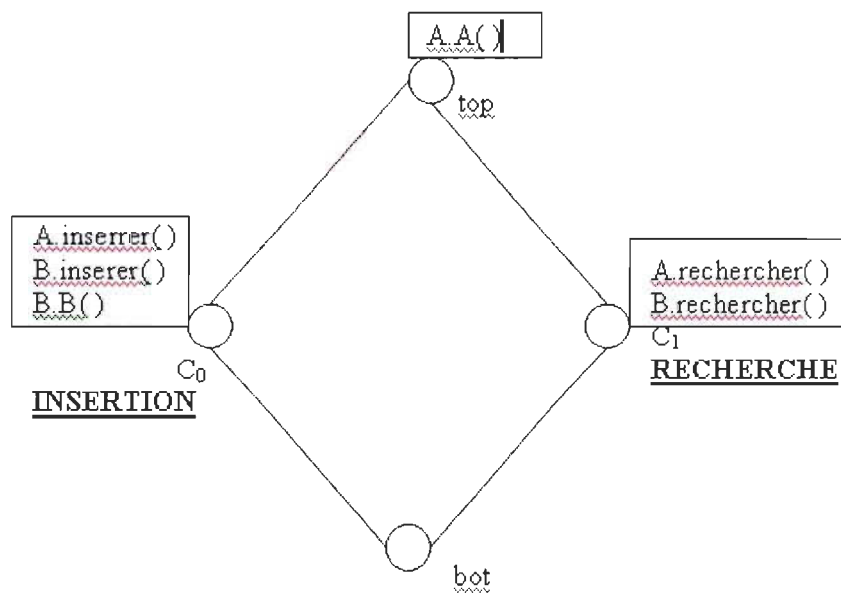 A.A()
top
A.inserrer()
B.inserer()
B.B()
C₀
INSERTION
A.rechercher()
B.rechercher()
C₁
RECHERCHE
bot